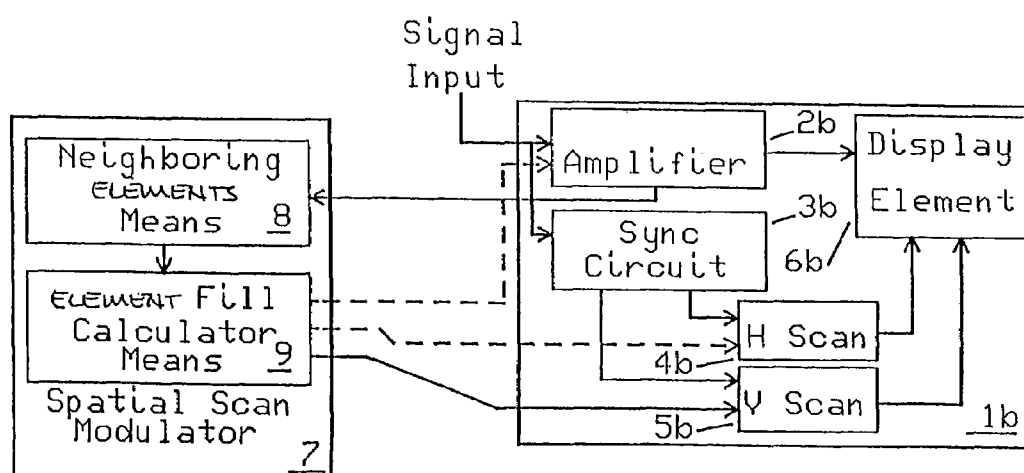 Signal
Input
Neighboring
ELEMENTS
Means
8
ELEMENT Fill
Calculator
Means
9
Spatial Scan
Modulator
7
Amplifier
2b
Display
Element
6b
3b
Sync
Circuit
H Scan
4b
V Scan
5b
1b